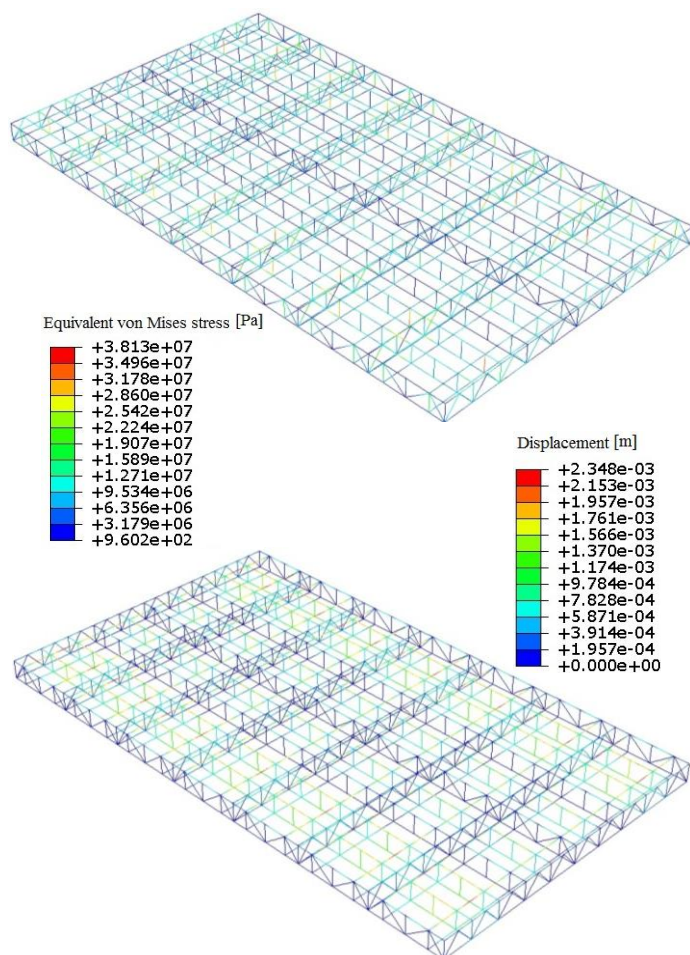 Equivalent von Mises stress [Pa]
+3.813e+07
+3.496e+07
+3.178e+07
+2.860e+07
+2.542e+07
+2.224e+07
+1.907e+07
+1.589e+07
+1.271e+07
+9.534e+06
+6.356e+06
+3.179e+06
+9.602e+02
Displacement [m]
+2.348e-03
+2.153e-03
+1.957e-03
+1.761e-03
+1.566e-03
+1.370e-03
+1.174e-03
+9.784e-04
+7.828e-04
+5.871e-04
+3.914e-04
+1.957e-04
+0.000e+00